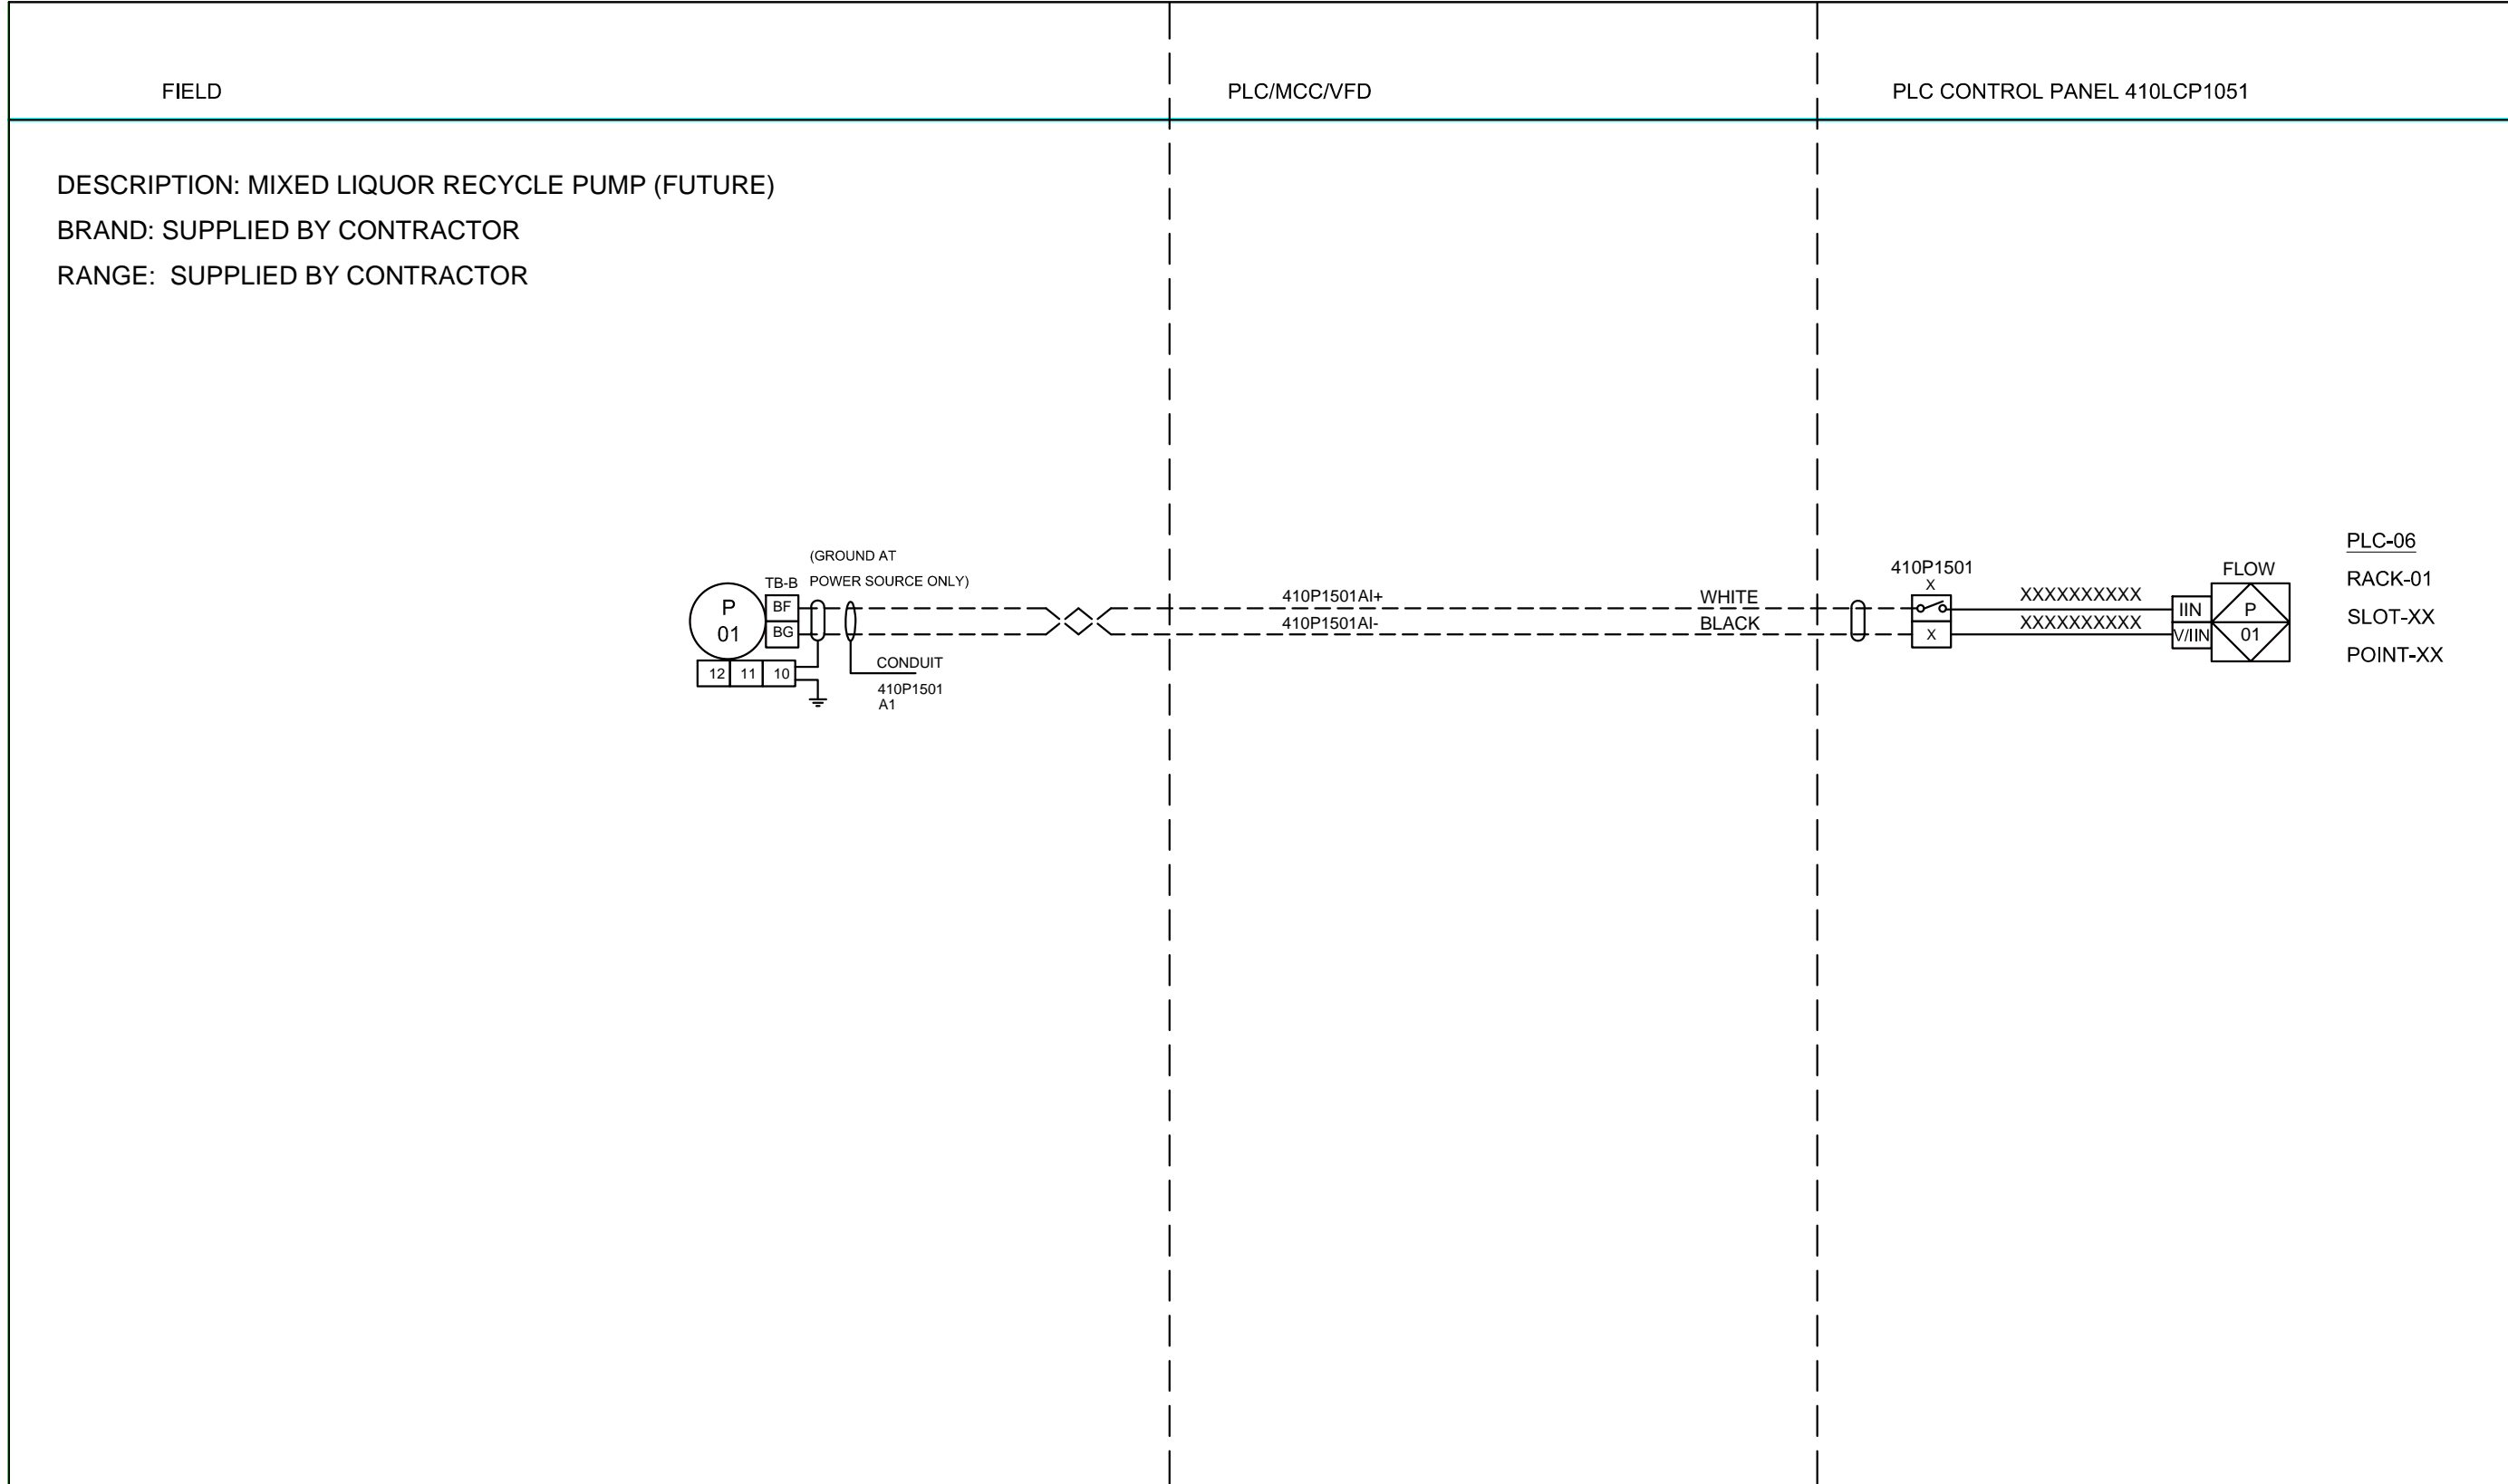 FIELD
PLC/MCC/VFD
PLC CONTROL PANEL 410LCP1051
DESCRIPTION: MIXED LIQUOR RECYCLE PUMP (FUTURE)
BRAND: SUPPLIED BY CONTRACTOR
RANGE: SUPPLIED BY CONTRACTOR
(GROUND AT
POWER SOURCE ONLY)
TB-B
P
01
BF
BG
12 11 10
CONDUIT
410P1501
A1
410P1501AI+
410P1501AI-
WHITE
BLACK
410P1501
X
X
XXXXXXXXXX
XXXXXXXXXX
FLOW
IIN
V/IIN
P
01
PLC-06
RACK-01
SLOT-XX
POINT-XX